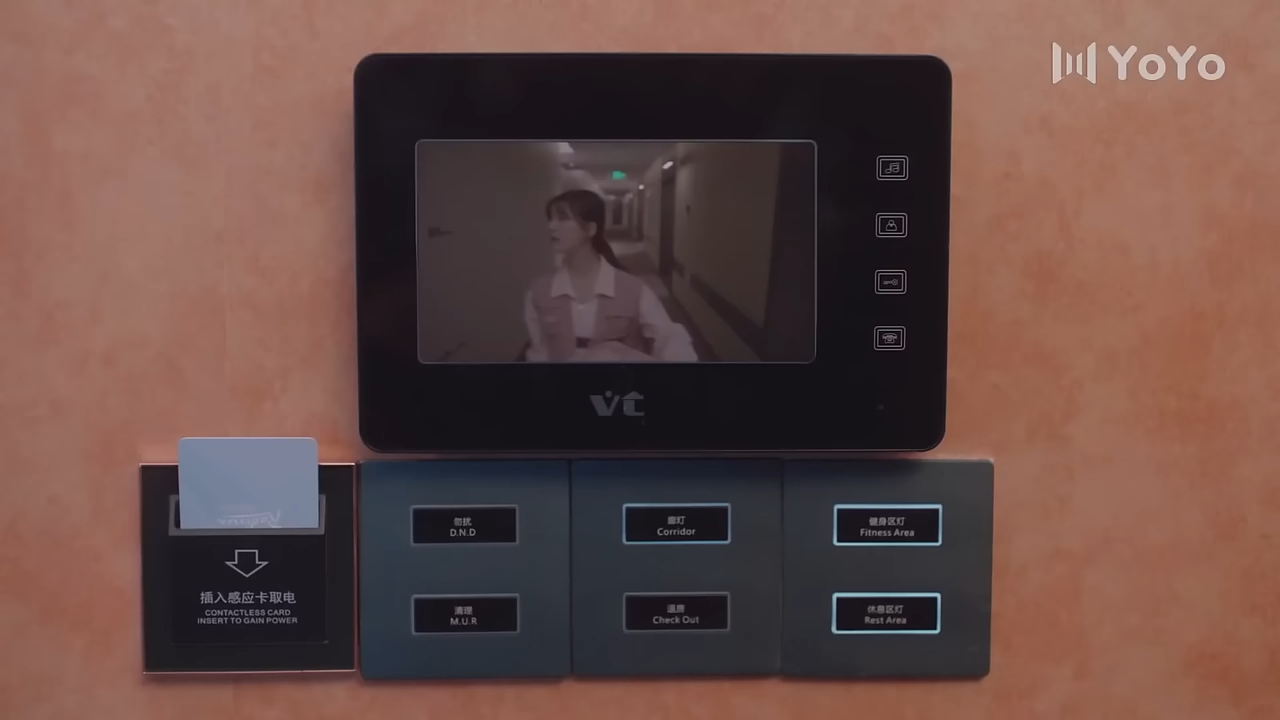 YoYo
VC
勿扰
D.N.D
廊灯
Corridor
健身区灯
Fitness Area
清理
M.U.R
退房
Check Out
休息区灯
Rest Area
插入感应卡取电
CONTACTLESS CARD
INSERT TO GAIN POWER